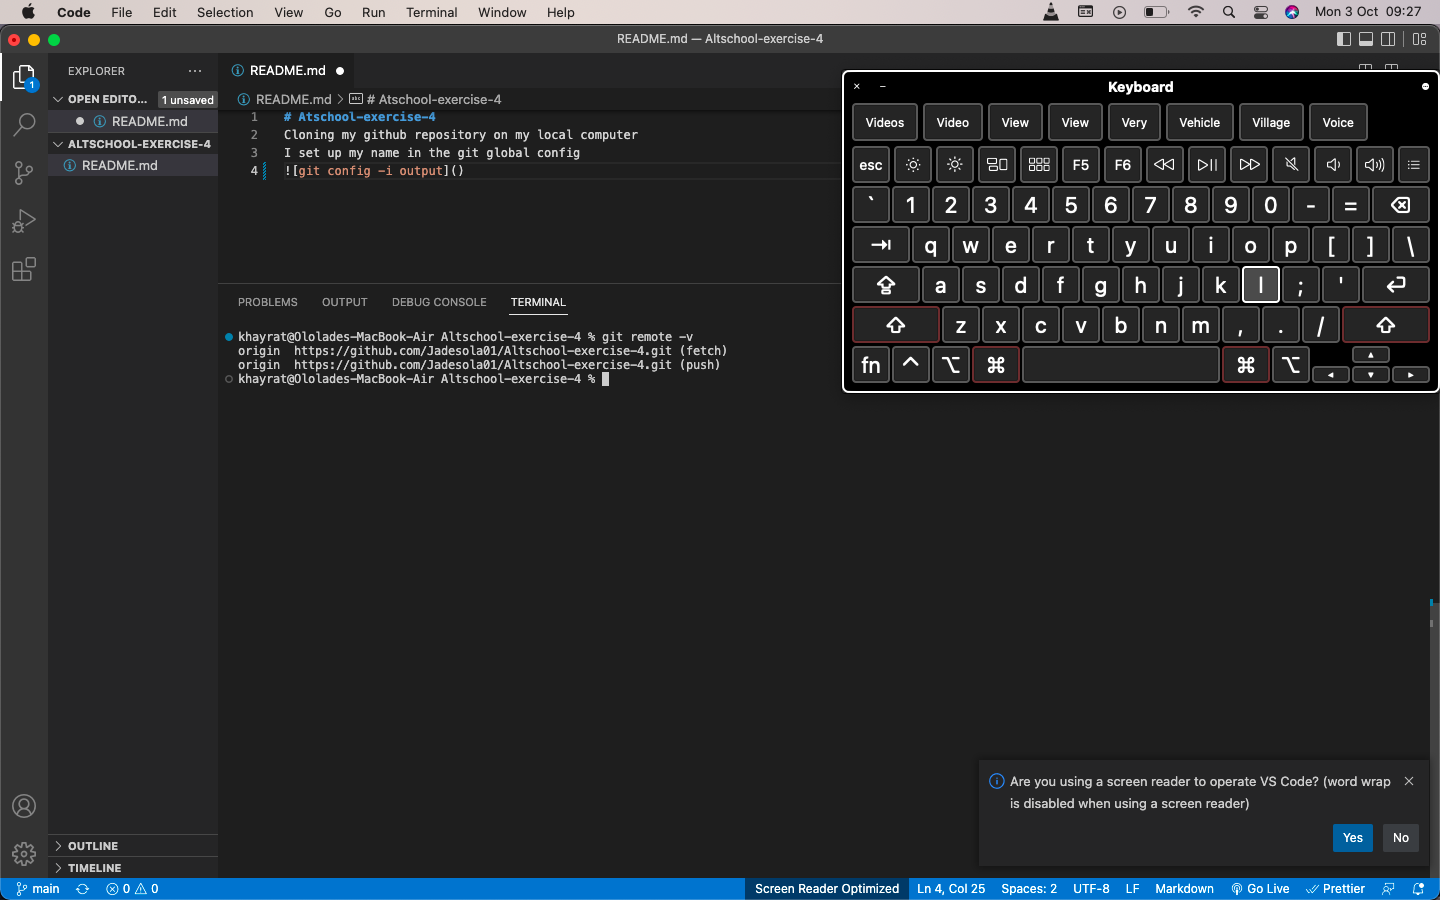 Code File Edit Selection View Go Run Terminal Window Help Mon 3 Oct 09:27
README.md — Altschool-exercise-4
EXPLORER
OPEN EDITO... 1 unsaved
README.md
ALTSCHOOL-EXERCISE-4
README.md
1
README.md
README.md > # Atschool-exercise-4
1 # Atschool-exercise-4
2 Cloning my github repository on my local computer
3 I set up my name in the git global config
4 ![git config -i output]()
PROBLEMS OUTPUT DEBUG CONSOLE TERMINAL
khayrat@Ololades-MacBook-Air Altschool-exercise-4 % git remote -v
origin https://github.com/Jadesola01/Altschool-exercise-4.git (fetch)
origin https://github.com/Jadesola01/Altschool-exercise-4.git (push)
khayrat@Ololades-MacBook-Air Altschool-exercise-4 %
Keyboard
Videos Video View View Very Vehicle Village Voice
esc F5 F6
` 1 2 3 4 5 6 7 8 9 0 - =
q w e r t y u i o p [ ] \
a s d f g h j k l ; '
z x c v b n m , . /
fn
Are you using a screen reader to operate VS Code? (word wrap
is disabled when using a screen reader)
Yes No
OUTLINE
TIMELINE
main 0 0 Screen Reader Optimized Ln 4, Col 25 Spaces: 2 UTF-8 LF Markdown Go Live Prettier